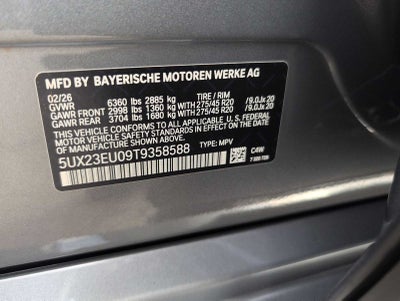 MFD BY BAYERISCHE MOTOREN WERKE AG
02/26 TIRE / RIM
GVWR 6360 lbs 2885 kg
GAWR FRONT 2998 lbs 1360 kg WITH 275/45 R20 /9.0Jx20
GAWR REAR 3704 lbs 1680 kg WITH 275/45 R20 /9.0Jx20
THIS VEHICLE CONFORMS TO ALL APPLICABLE U.S. FEDERAL
MOTOR VEHICLE SAFETY STANDARDS IN EFFECT ON THE DATE OF
MANUFACTURE SHOWN ABOVE.
5UX23EU09T9358588 TYPE: MPV
C4W